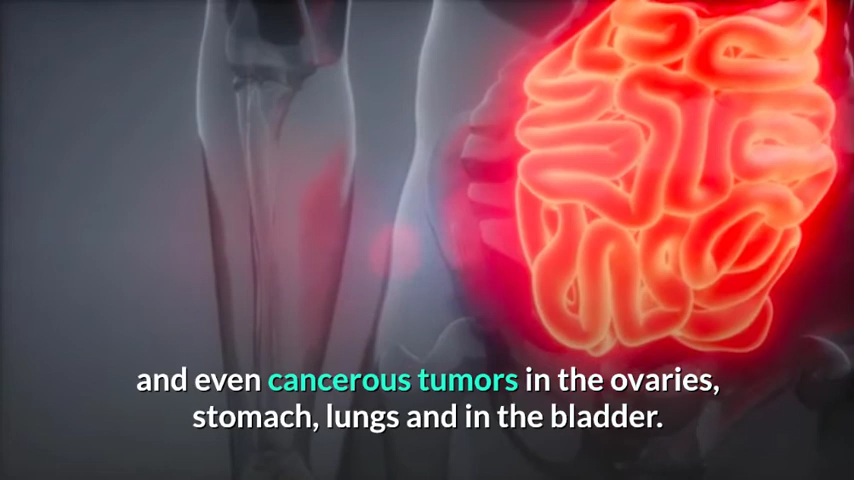 and even cancerous tumors in the ovaries,
stomach, lungs and in the bladder.